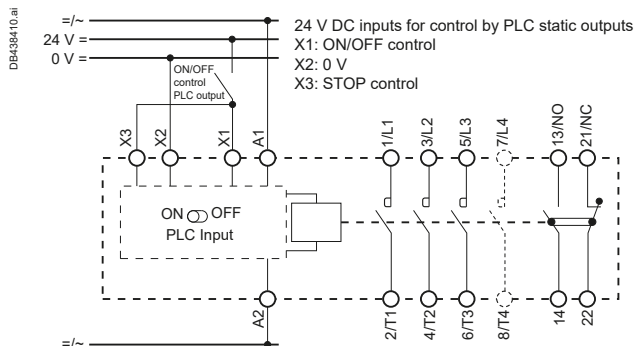 DB438410.ai
=/~
24 V =
0 V =
24 V DC inputs for control by PLC static outputs
X1: ON/OFF control
X2: 0 V
X3: STOP control
ON/OFF
control
PLC output
X3
X2
X1
A1
1/L1
3/L2
5/L3
7/L4
13/NO
21/NC
ON OFF
PLC Input
A2
2/T1
4/T2
6/T3
8/T4
14
22
=/~